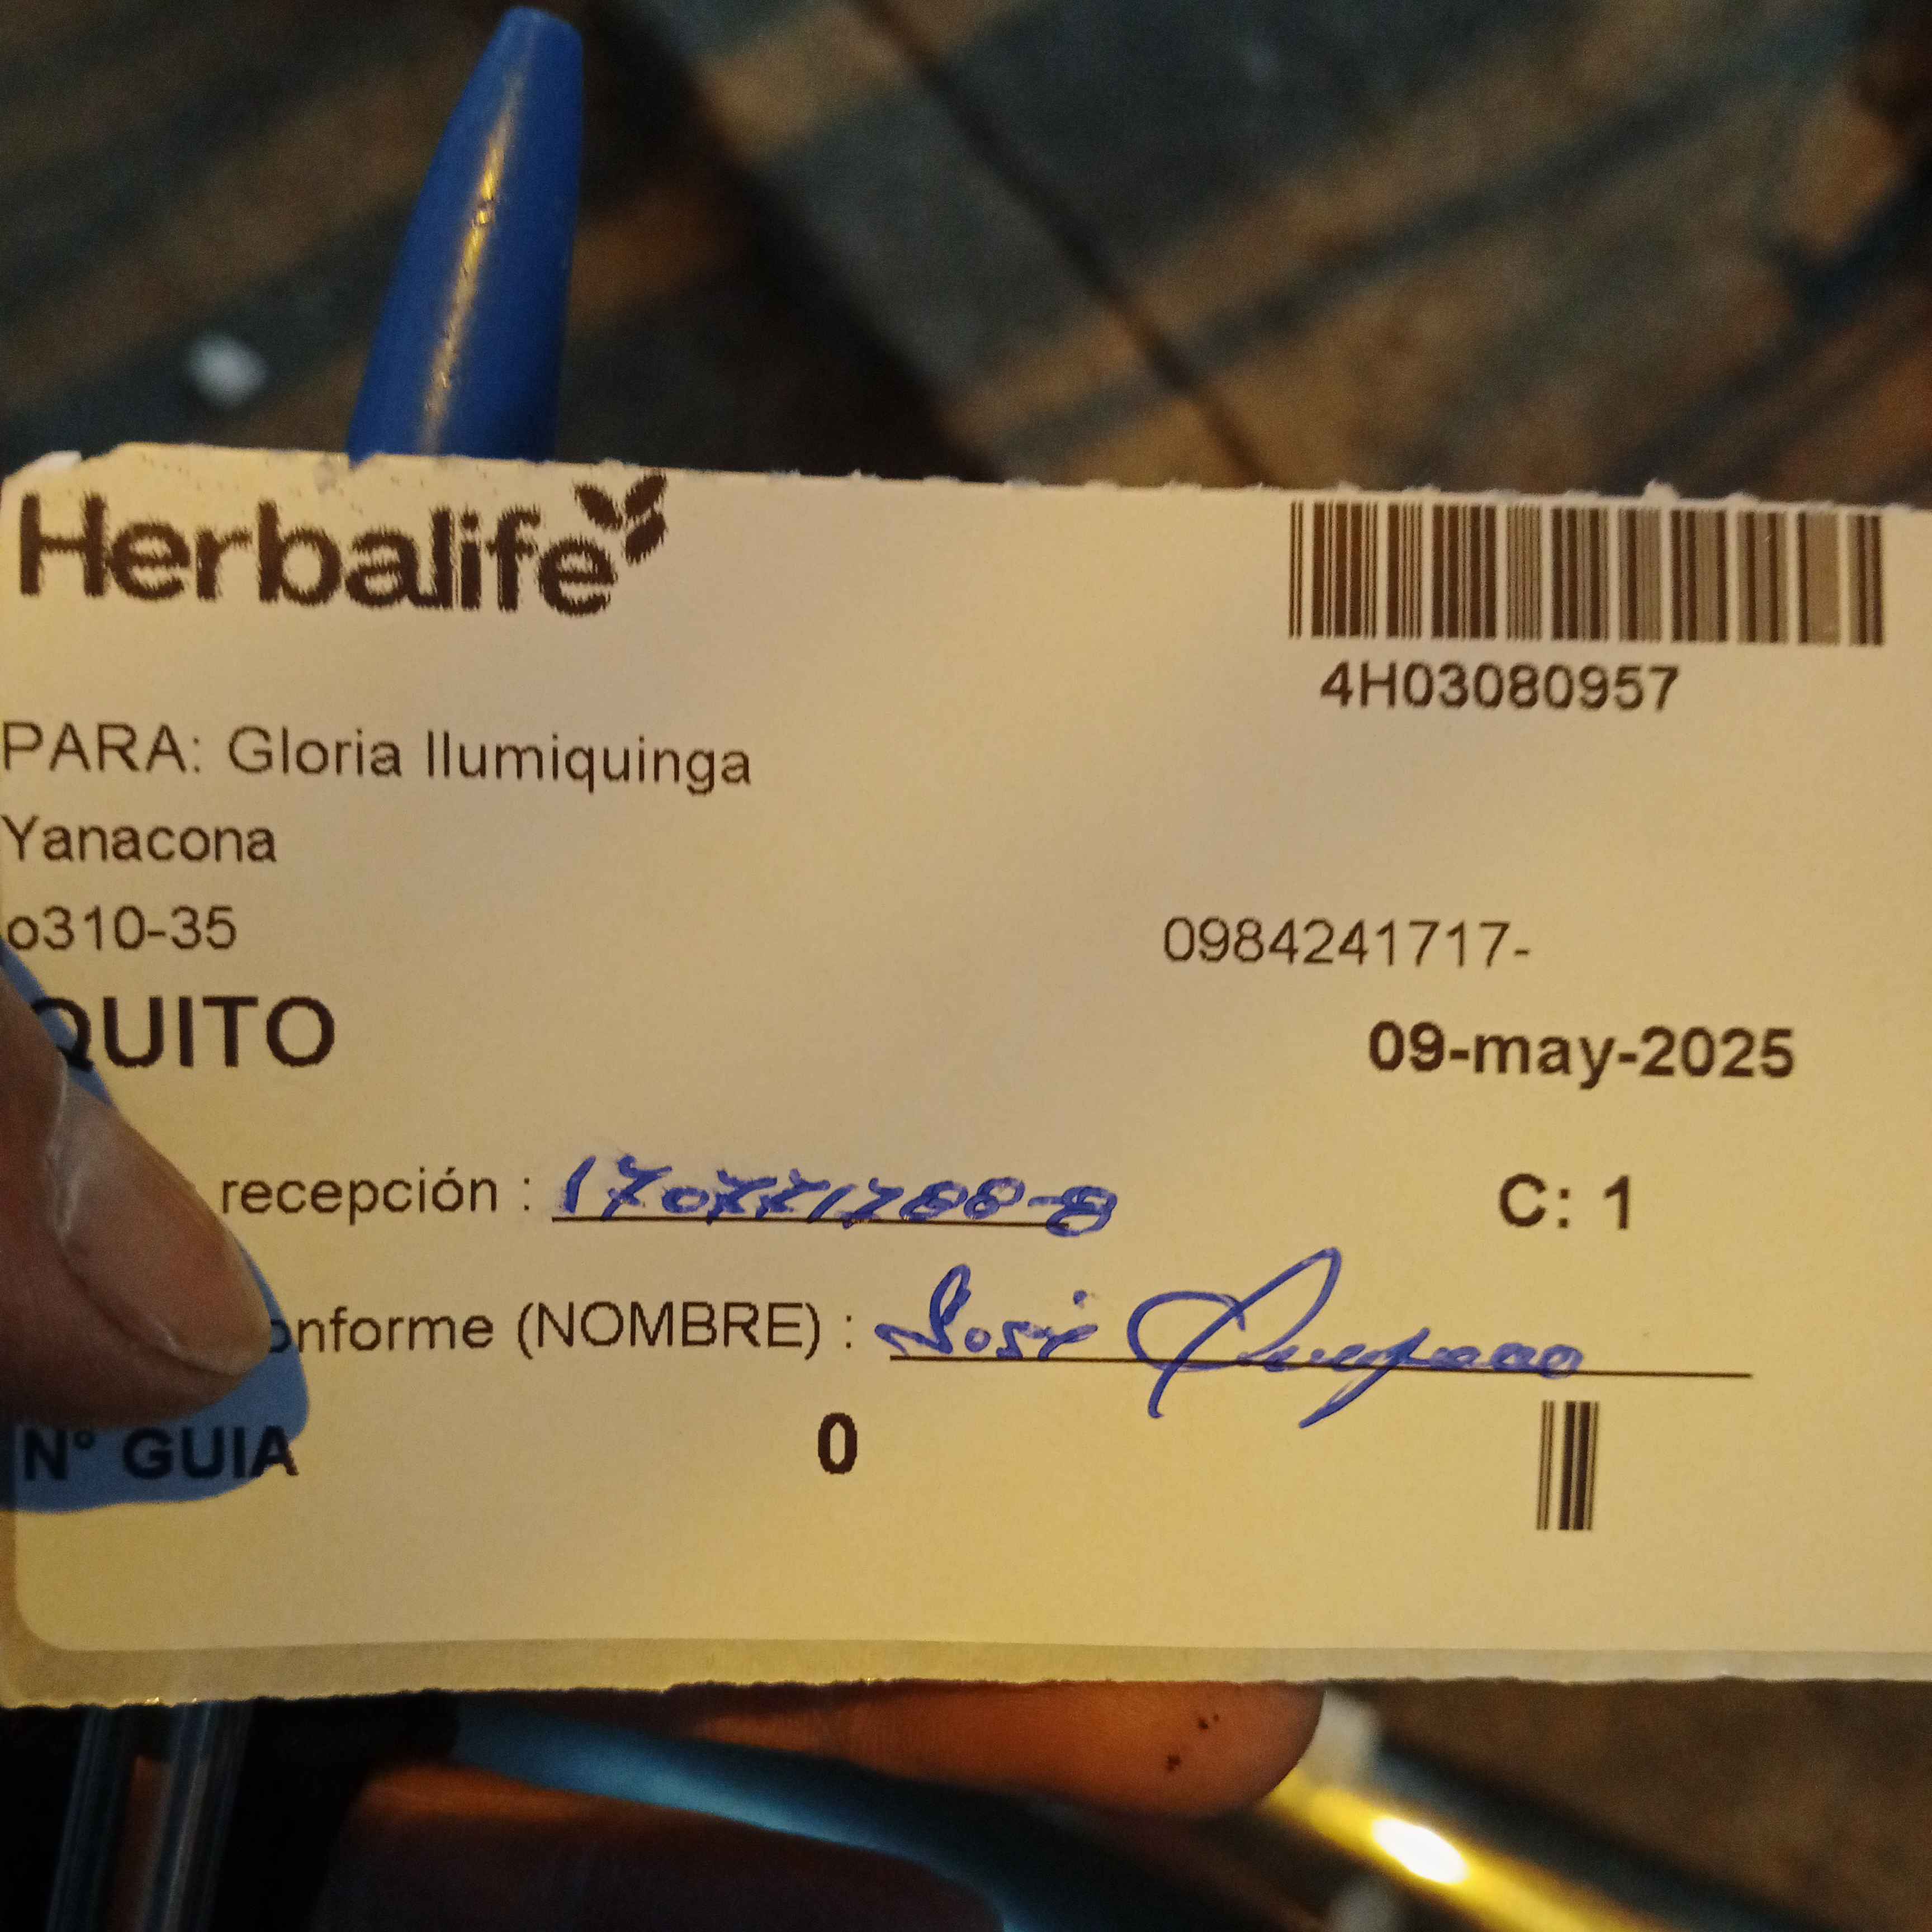 Herbalife
4H03080957
PARA: Gloria Ilumiquinga
Yanacona
o310-35
0984241717-
QUITO
09-may-2025
recepción :
C: 1
onforme (NOMBRE) : José
N° GUIA 0